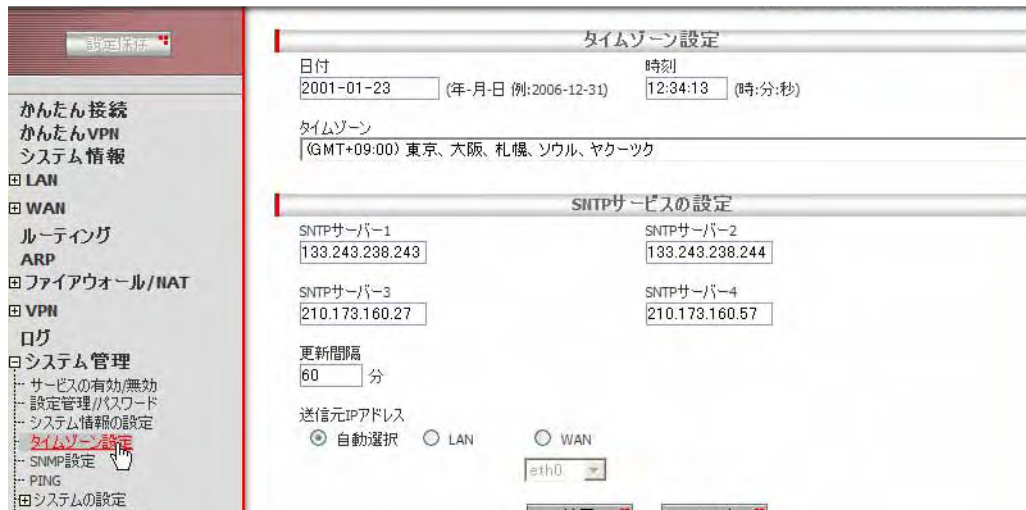 設定保存
かんたん接続
かんたんVPN
システム情報
LAN
WAN
ルーティング
ARP
ファイアウォール/NAT
VPN
ログ
システム管理
サービスの有効/無効
設定管理/パスワード
システム情報の設定
タイムゾーン設定
SNMP設定
PING
システムの設定
タイムゾーン設定
日付 時刻
2001-01-23 (年-月-日 例:2006-12-31) 12:34:13 (時:分:秒)
タイムゾーン
(GMT+09:00) 東京、大阪、札幌、ソウル、ヤクーツク
SNTPサービスの設定
SNTPサーバー1 SNTPサーバー2
133.243.238.243 133.243.238.244
SNTPサーバー3 SNTPサーバー4
210.173.160.27 210.173.160.57
更新間隔
60 分
送信元IPアドレス
自動選択 LAN WAN
eth0